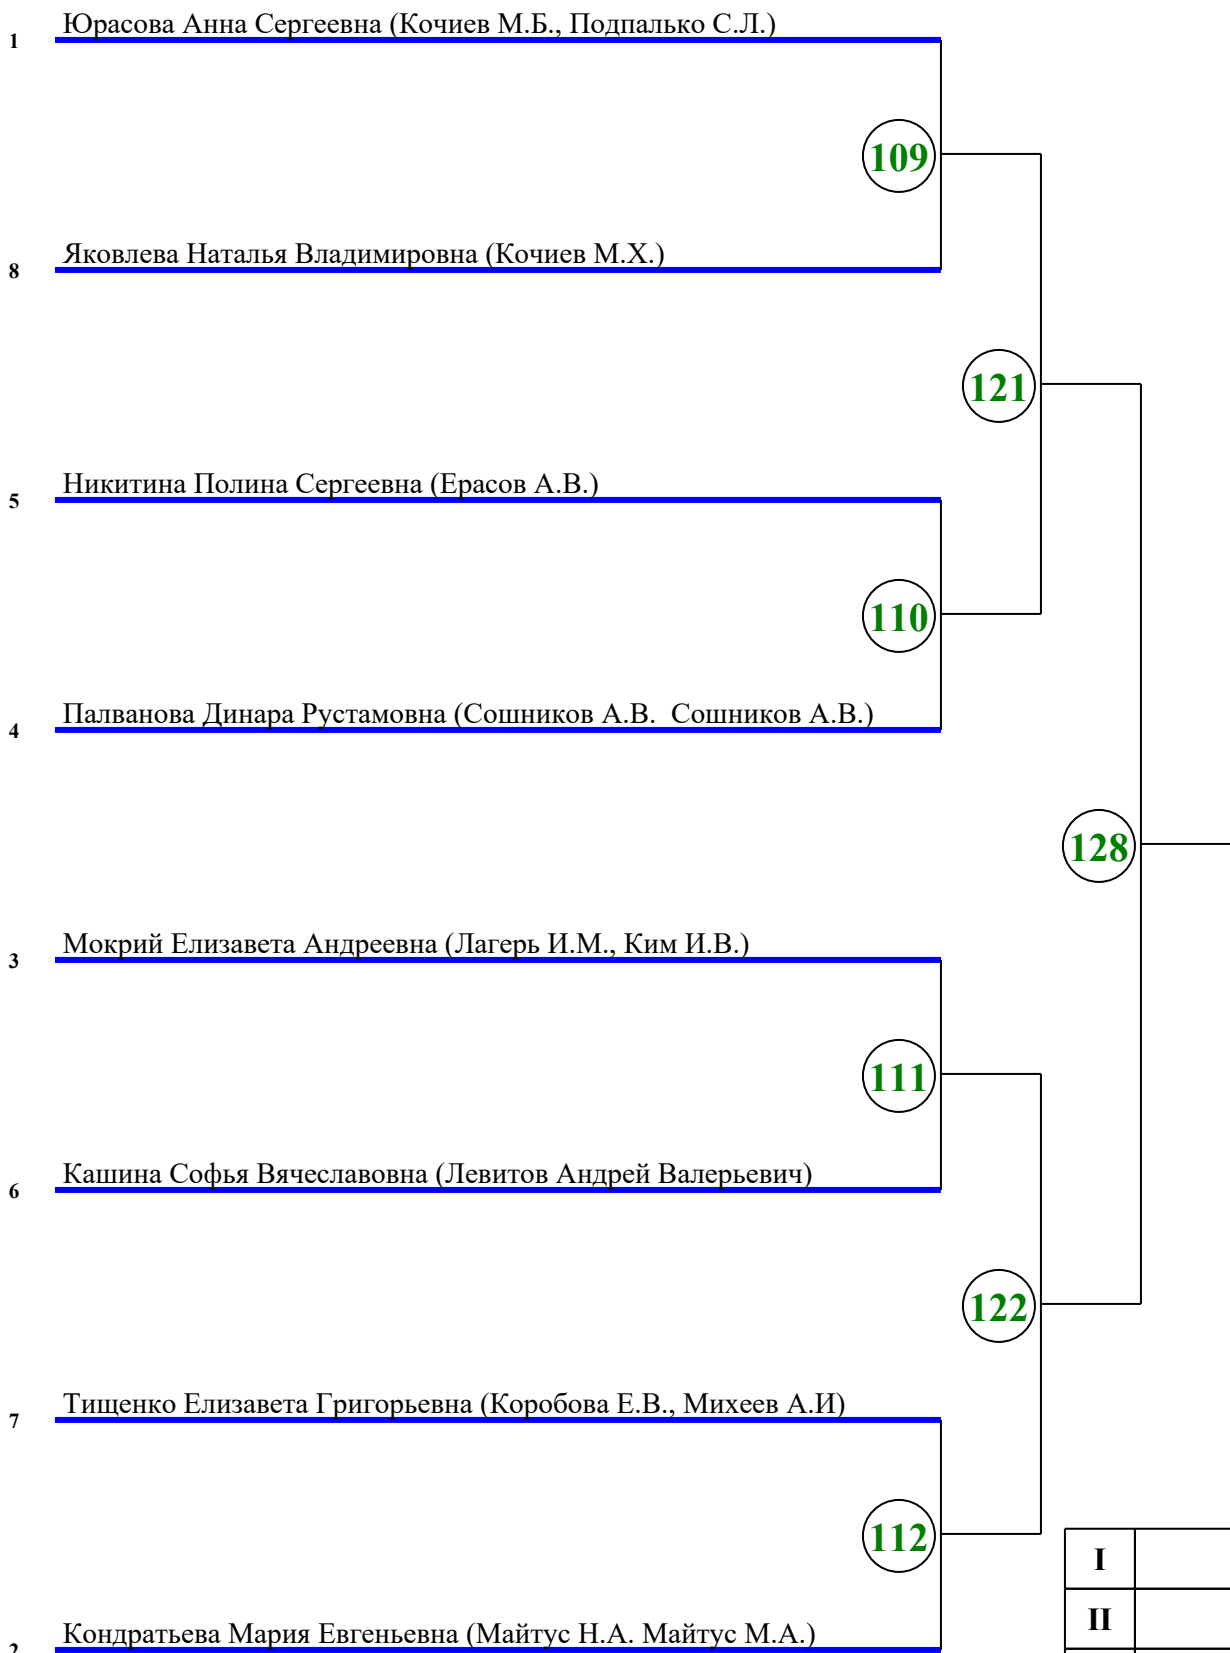 Юрасова Анна Сергеевна (Кочиев М.Б., Подпалько С.Л.)
1
109
Яковлева Наталья Владимировна (Кочиев М.Х.)
8
121
Никитина Полина Сергеевна (Ерасов А.В.)
5
110
Палванова Динара Рустамовна (Сошников А.В.  Сошников А.В.)
4
128
Мокрий Елизавета Андреевна (Лагерь И.М., Ким И.В.)
3
111
Кашина Софья Вячеславовна (Левитов Андрей Валерьевич)
6
122
Тищенко Елизавета Григорьевна (Коробова Е.В., Михеев А.И)
7
112
I
II
Кондратьева Мария Евгеньевна (Майтус Н.А. Майтус М.А.)
2